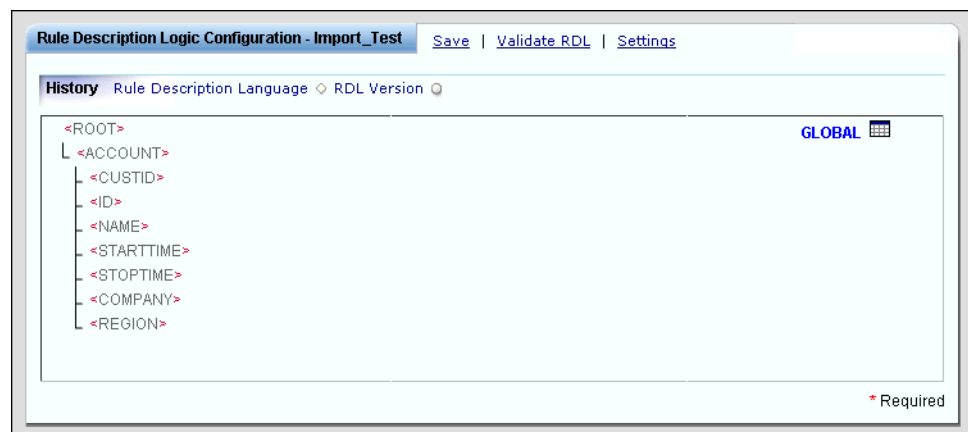 Rule Description Logic Configuration - Import_Test Save | Validate RDL | Settings
History Rule Description Language RDL Version
<ROOT> GLOBAL
<ACCOUNT>
<CUSTID>
<ID>
<NAME>
<STARTTIME>
<STOPTIME>
<COMPANY>
<REGION>
* Required